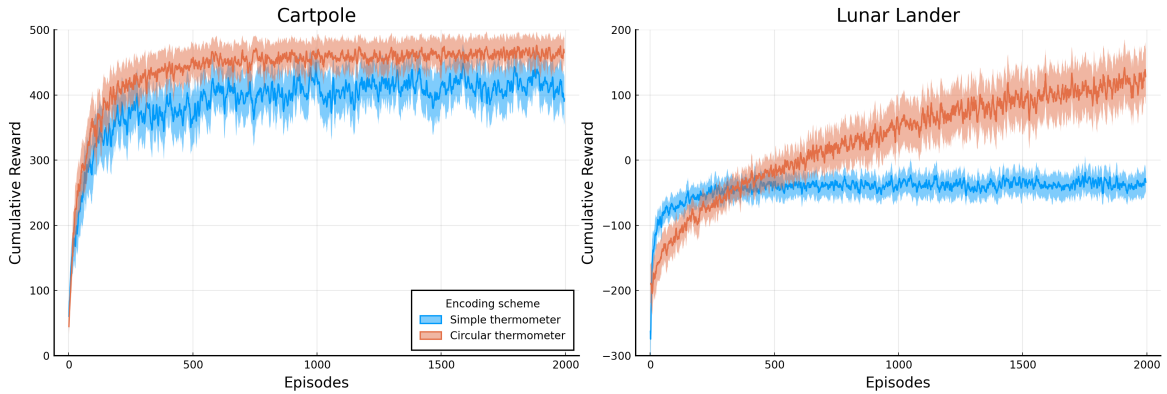 Cartpole
500
400
300
200
100
0
Cumulative Reward
0
500
1000
1500
2000
Episodes
Encoding scheme
Simple thermometer
Circular thermometer
Lunar Lander
200
100
0
−100
−200
−300
Cumulative Reward
0
500
1000
1500
2000
Episodes